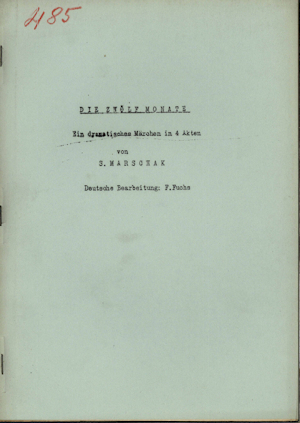 485
DIE ZWÖLF MONATE
Ein dramatisches Märchen in 4 Akten
von
S. MARSCHAK
Deutsche Bearbeitung: F.Fuchs